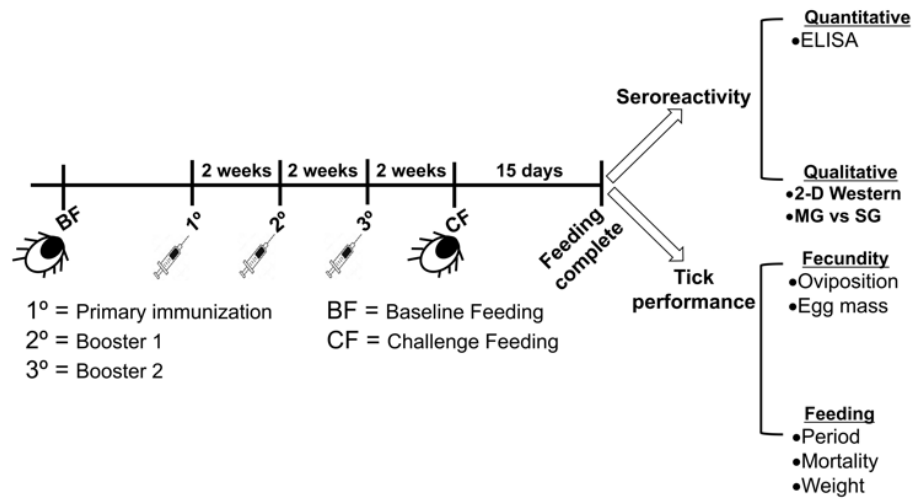 Quantitative
•ELISA
Seroreactivity
2 weeks
2 weeks
2 weeks
15 days
Qualitative
•2-D Western
•MG vs SG
BF
1º
2º
3º
CF
Feeding
complete
Tick
performance
Fecundity
•Oviposition
•Egg mass
1º = Primary immunization
2º = Booster 1
3º = Booster 2
BF = Baseline Feeding
CF = Challenge Feeding
Feeding
•Period
•Mortality
•Weight